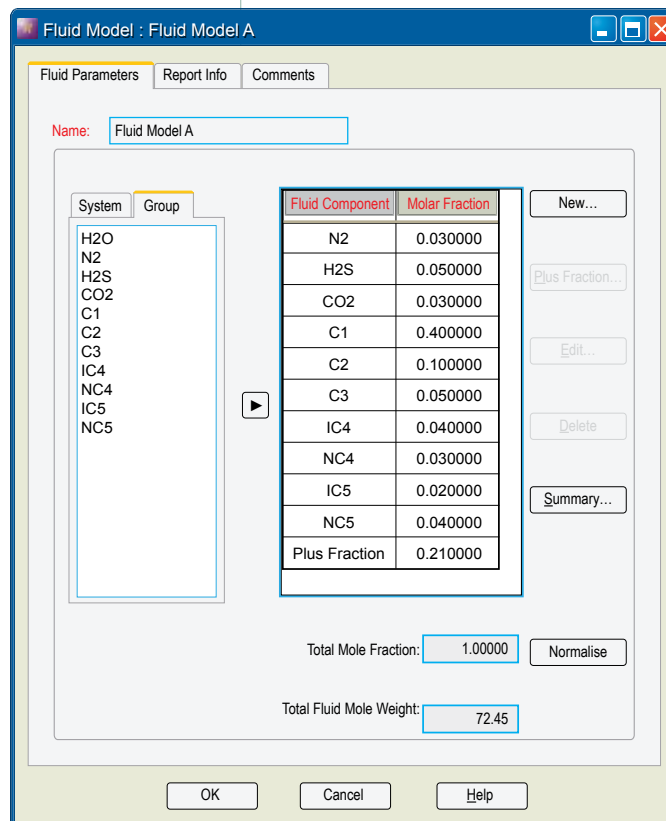 Fluid Model : Fluid Model A
Fluid Parameters Report Info Comments
Name: Fluid Model A
System Group
H2O
N2
H2S
CO2
C1
C2
C3
IC4
NC4
IC5
NC5
Fluid Component Molar Fraction
N2 0.030000
H2S 0.050000
CO2 0.030000
C1 0.400000
C2 0.100000
C3 0.050000
IC4 0.040000
NC4 0.030000
IC5 0.020000
NC5 0.040000
Plus Fraction 0.210000
New...
Plus Fraction...
Edit...
Delete
Summary...
Total Mole Fraction: 1.00000 Normalise
Total Fluid Mole Weight: 72.45
OK Cancel Help